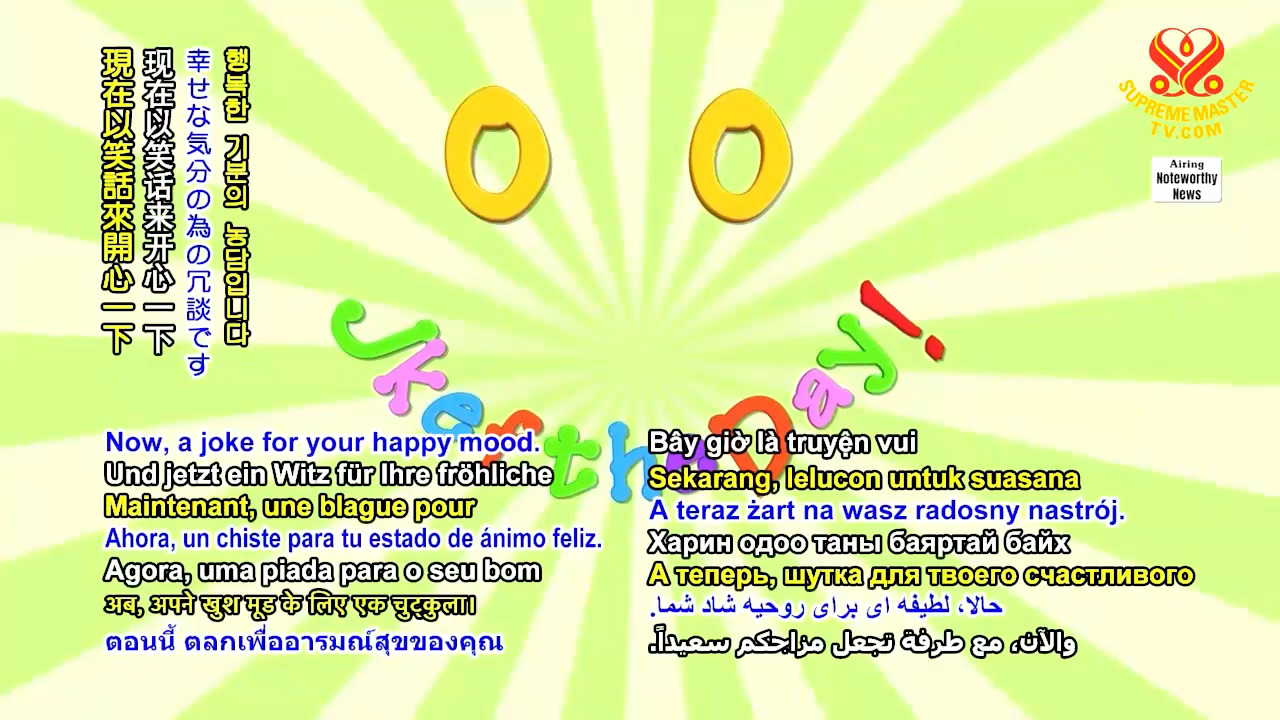 행복한 기분의 농담입니다
幸せな気分の為の冗談です
现在以笑话来开心一下
現在以笑話來開心一下
SUPREME MASTER
TV.COM
Airing
Noteworthy
News
O O
Jke f the Day!
Now, a joke for your happy mood.
Und jetzt ein Witz für Ihre fröhliche
Maintenant, une blague pour
Ahora, un chiste para tu estado de ánimo feliz.
Agora, uma piada para o seu bom
अब, अपने खुश मूड के लिए एक चुट्कुला।
ตอนนี้ ตลกเพื่ออารมณ์สุขของคุณ
Bây giờ là truyện vui
Sekarang, lelucon untuk suasana
A teraz żart na wasz radosny nastrój.
Харин одоо таны баяртай байх
А теперь, шутка для твоего счастливого
حالا، لطیفه ای برای روحیه شاد شما.
والآن، مع طرفة تجعل مزاجكم سعيداً.